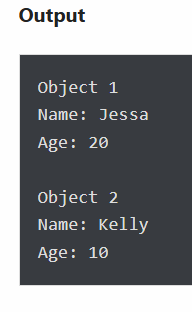 Output
Object 1
Name: Jessa
Age: 20
Object 2
Name: Kelly
Age: 10